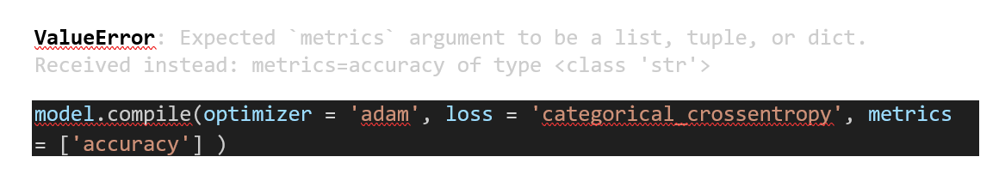 ValueError: Expected `metrics` argument to be a list, tuple, or dict.
Received instead: metrics=accuracy of type <class 'str'>
model.compile(optimizer = 'adam', loss = 'categorical_crossentropy', metrics
= ['accuracy'] )